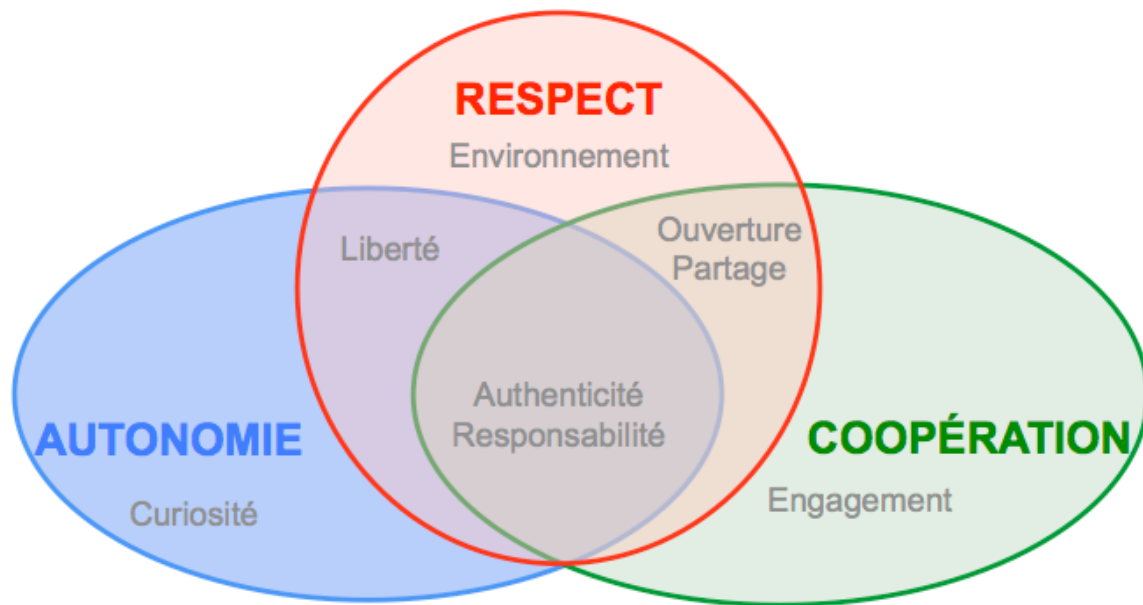 RESPECT
Environnement
Liberté
Ouverture
Partage
Authenticité
Responsabilité
AUTONOMIE
COOPÉRATION
Curiosité
Engagement